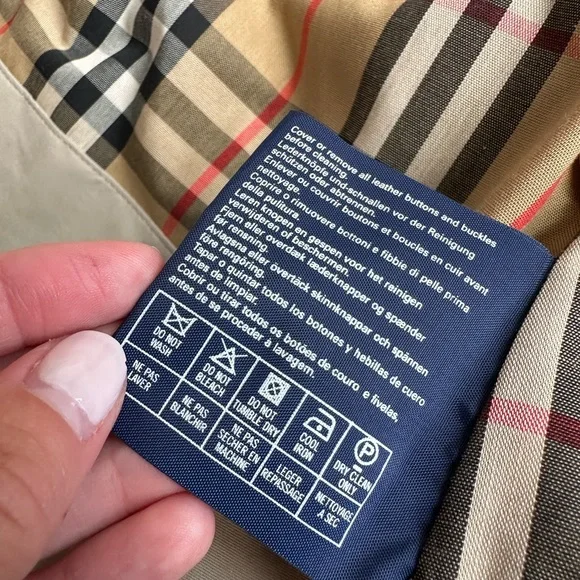 Cover or remove all leather buttons and buckles
before cleaning.
Lederknöpfe und-schnallen vor der Reinigung
schützen oder abtrennen.
Enlever ou couvrir boutons et boucles en cuir avant
nettoyage.
Coprire o rimuovere bottoni e fibbie di pelle prima
della pulitura.
Leren knopen en gespen voor het reinigen
verwijderen of beschermen.
Fjern eller overdæk læderknapper og spænder
før rensning.
Avlägsna eller övertäck skinnknappar och spännen
före rengöring.
Tapar o quintar todos los botones y hebillas de cuero
antes de limpiar.
Cobrir ou tirar todos os botões de couro e fivelas,
antes de se proceder à lavagem.
DO NOT WASH
DO NOT BLEACH
DO NOT TUMBLE DRY
COOL IRON
P
DRY CLEAN ONLY
NE PAS LAVER
NE PAS BLANCHIR
NE PAS SECHER EN MACHINE
LEGER REPASSAGE
NETTOYAGE A SEC